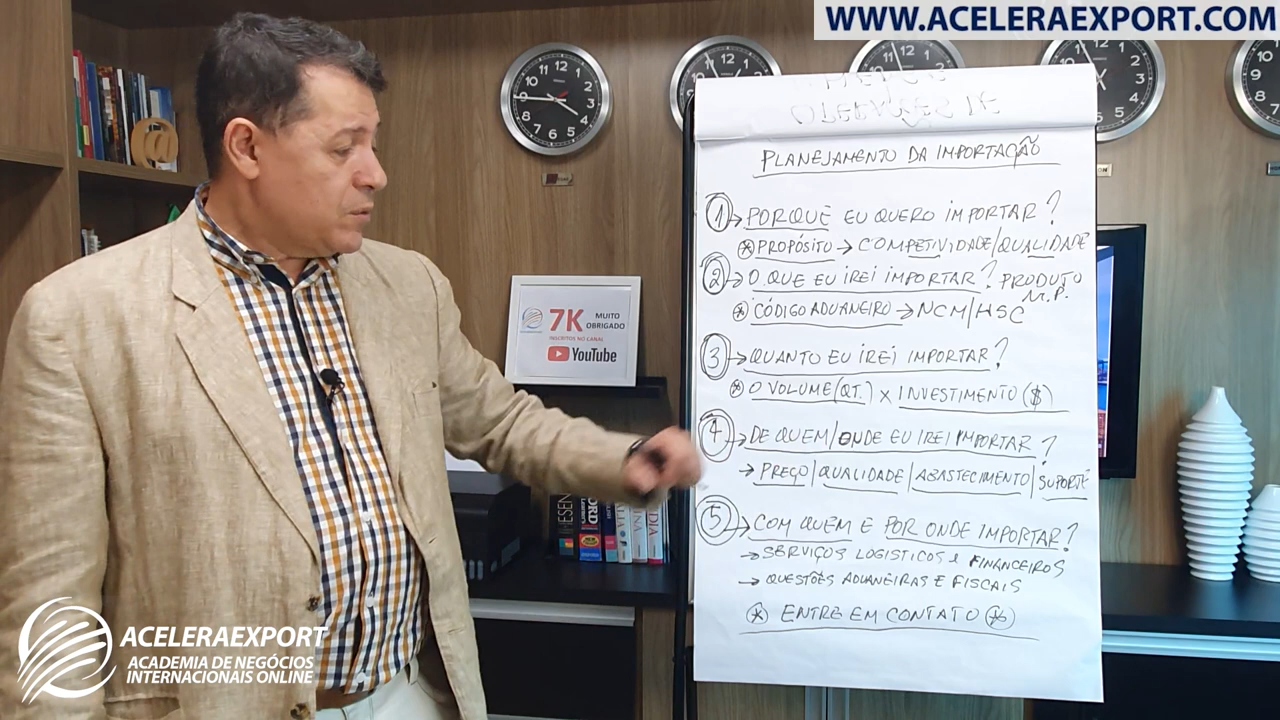 WWW.ACELERAEXPORT.COM
PLANEJAMENTO DA IMPORTAÇÃO
1 → PORQUE EU QUERO IMPORTAR?
* PROPÓSITO → COMPETIVIDADE/QUALIDADE
2 → O QUE EU IREI IMPORTAR? PRODUTO
M.P.
* CÓDIGO ADUANEIRO → NCM/HSC
3 → QUANTO EU IREI IMPORTAR?
* O VOLUME (QT.) X INVESTIMENTO ($)
4 → DE QUEM/ONDE EU IREI IMPORTAR?
→ PREÇO/QUALIDADE/ABASTECIMENTO/SUPORTE
5 → COM QUEM E POR ONDE IMPORTAR?
→ SERVIÇOS LOGISTICOS E FINANCEIROS
→ QUESTÕES ADUANEIRAS E FISCAIS
* ENTRE EM CONTATO *
7K MUITO
OBRIGADO
INSCRITOS NO CANAL
YouTube
ACELERAEXPORT
ACADEMIA DE NEGÓCIOS
INTERNACIONAIS ONLINE